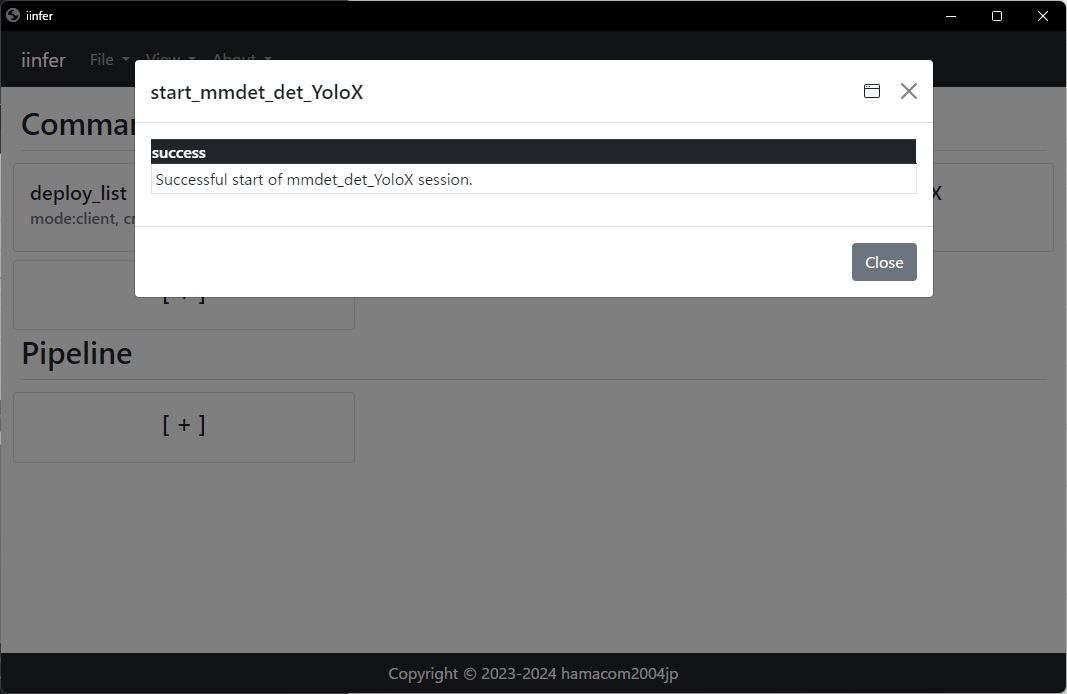 iinfer
iinfer File View About
start_mmdet_det_YoloX
Comma
success
Successful start of mmdet_det_YoloX session.
deploy_list
X
mode:client,
Close
[ + ]
Pipeline
[ + ]
Copyright © 2023-2024 hamacom2004jp